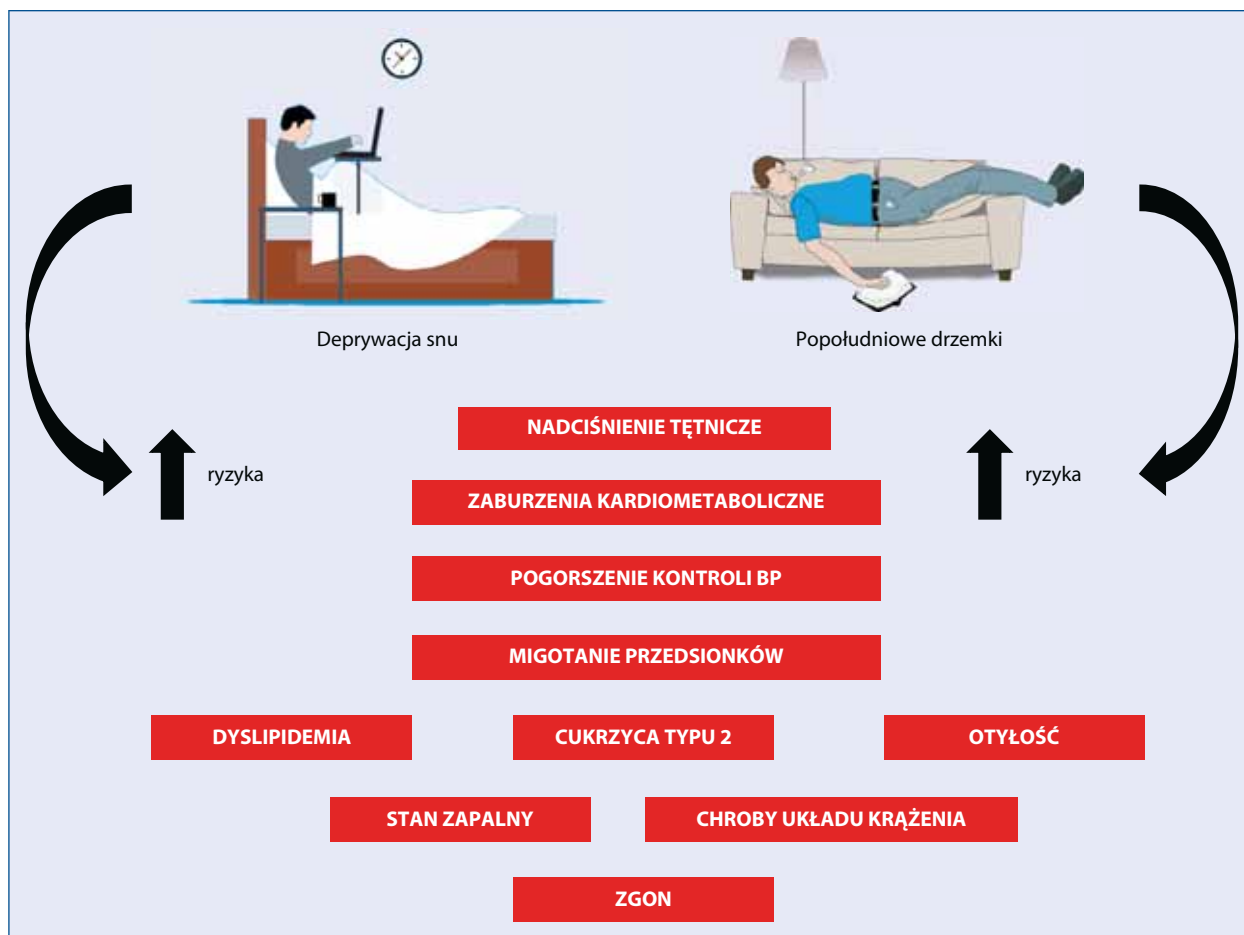 Deprywacja snu
Popołudniowe drzemki
NADCIŚNIENIE TĘTNICZE
ryzyka
ryzyka
ZABURZENIA KARDIOMETABOLICZNE
POGORSZENIE KONTROLI BP
MIGOTANIE PRZEDSIONKÓW
DYSLIPIDEMIA
CUKRZYCA TYPU 2
OTYŁOŚĆ
STAN ZAPALNY
CHROBY UKŁADU KRĄŻENIA
ZGON